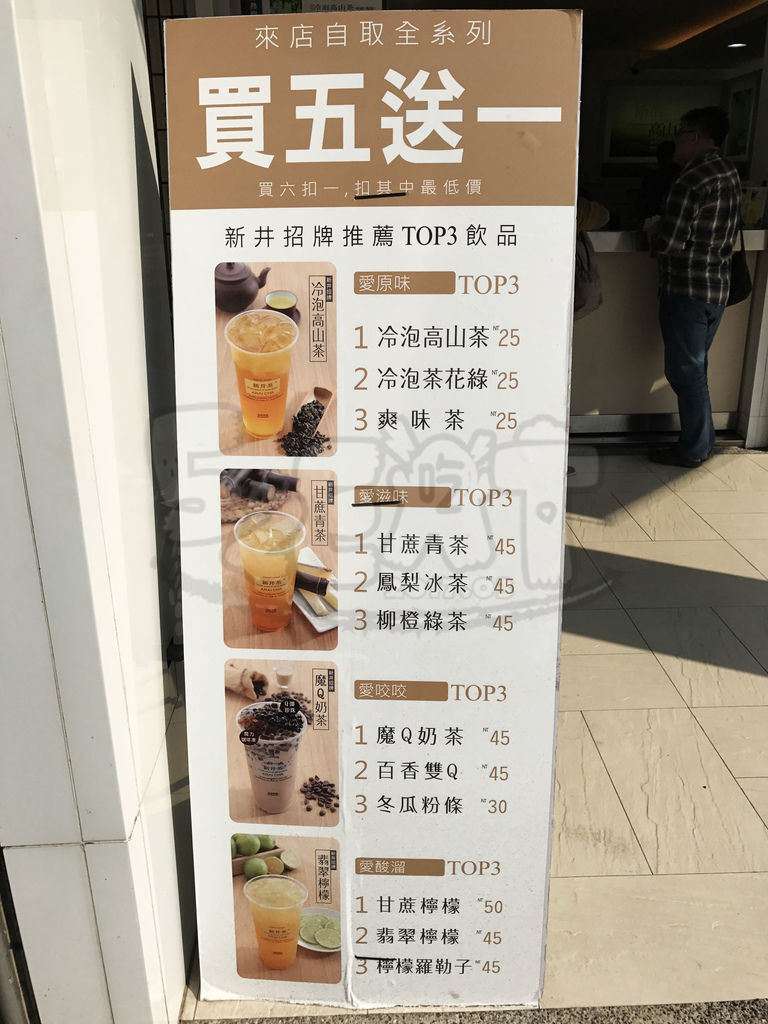 來店自取全系列
買五送一
買六扣一,扣其中最低價
新井招牌推薦TOP3飲品
冷泡高山茶
愛原味 TOP3
1 冷泡高山茶 NT25
2 冷泡茶花綠 NT25
3 爽味茶 NT25
甘蔗青茶
愛滋味 TOP3
1 甘蔗青茶 NT45
2 鳳梨冰茶 NT45
3 柳橙綠茶 NT45
魔Q奶茶
愛咬咬 TOP3
1 魔Q奶茶 NT45
2 百香雙Q NT45
3 冬瓜粉條 NT30
翡翠檸檬
愛酸溜 TOP3
1 甘蔗檸檬 NT50
2 翡翠檸檬 NT45
3 檸檬羅勒子 NT45
高山